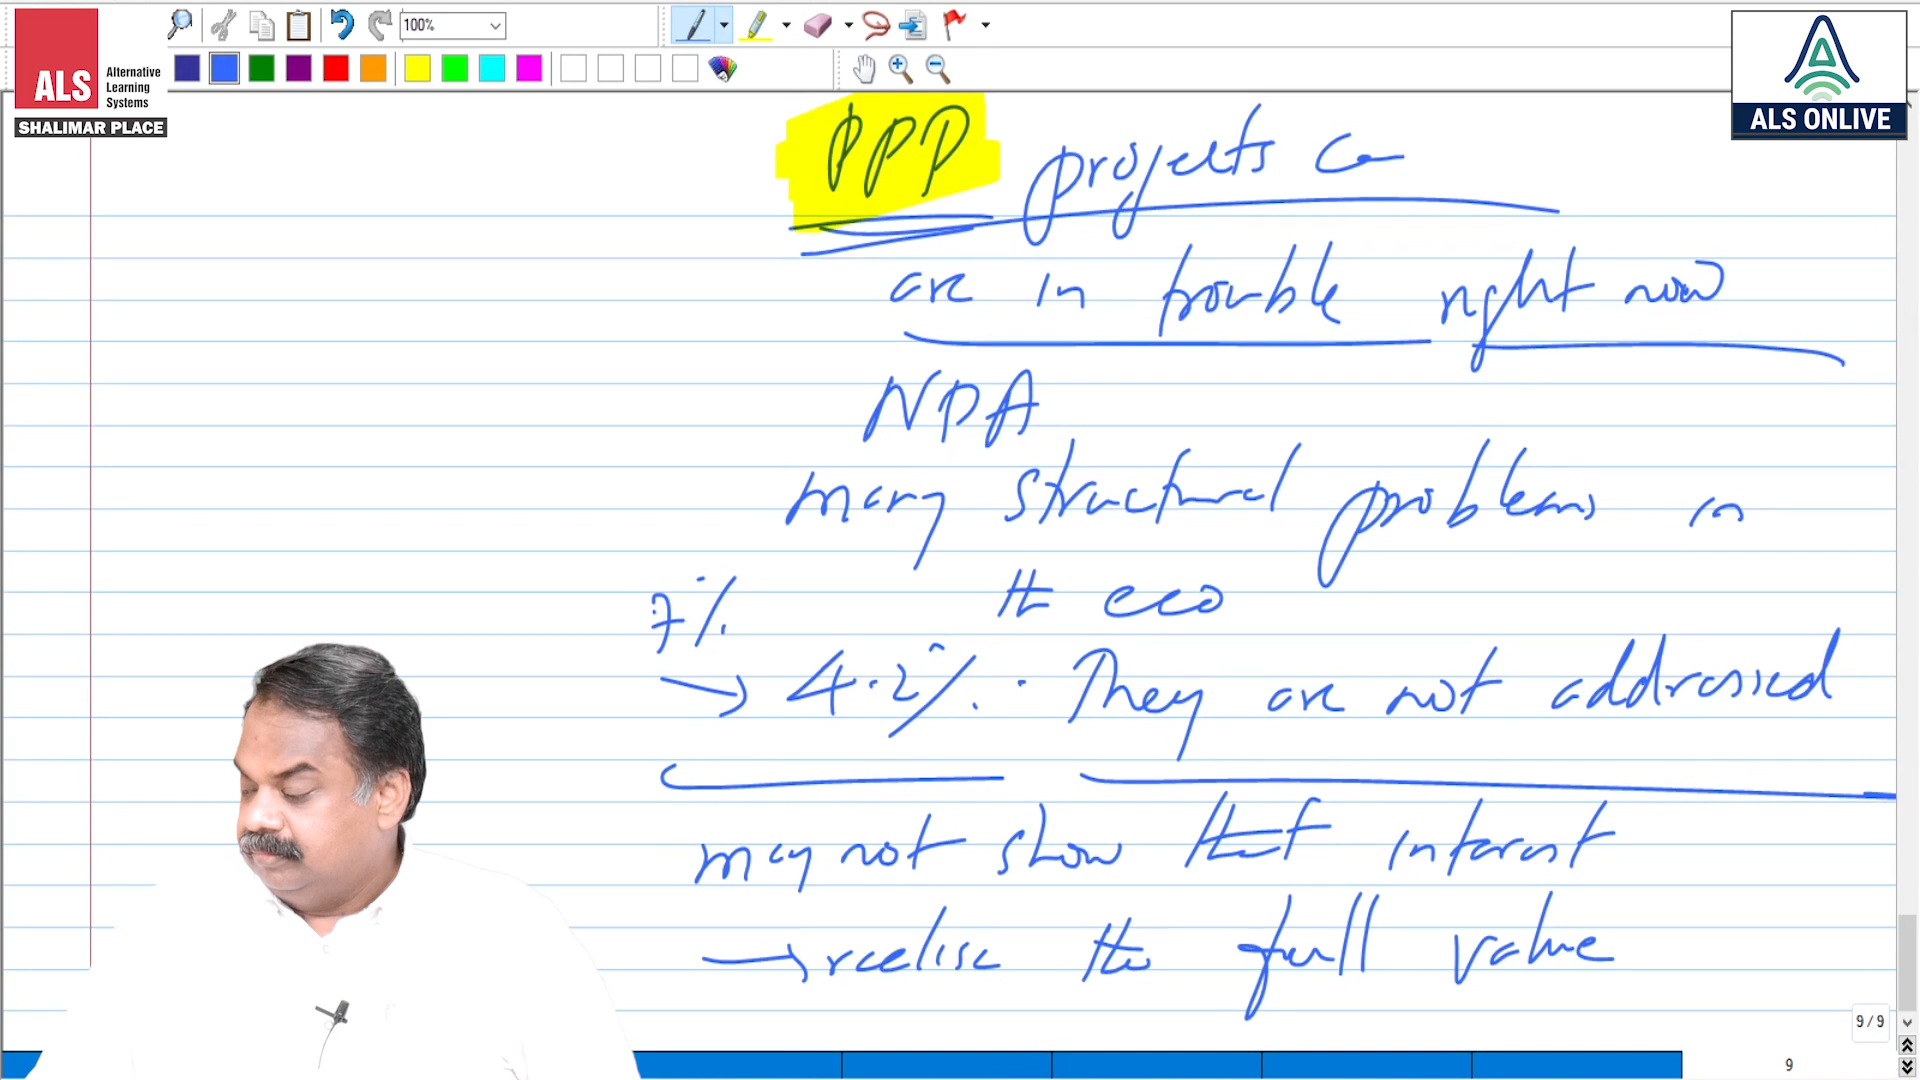 100%
ALS
Alternative
Learning
Systems
SHALIMAR PLACE
ALS ONLIVE
PPP projects
are in trouble right now
NPA
many structural problems in
the eco
7%
→ 4.2%. They are not addressed
may not show that interest
→ realise the full value
9/9
9